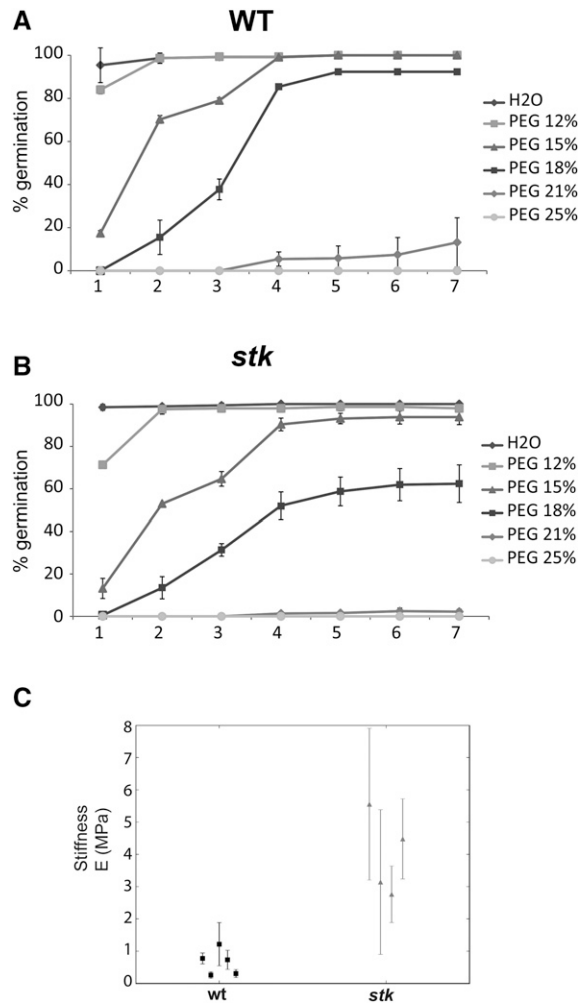 A
WT
100
80
60
40
20
0
% germination
1 2 3 4 5 6 7
H2O
PEG 12%
PEG 15%
PEG 18%
PEG 21%
PEG 25%
B
stk
100
80
60
40
20
0
% germination
1 2 3 4 5 6 7
H2O
PEG 12%
PEG 15%
PEG 18%
PEG 21%
PEG 25%
C
8
7
6
5
4
3
2
1
0
Stiffness
E (MPa)
wt stk